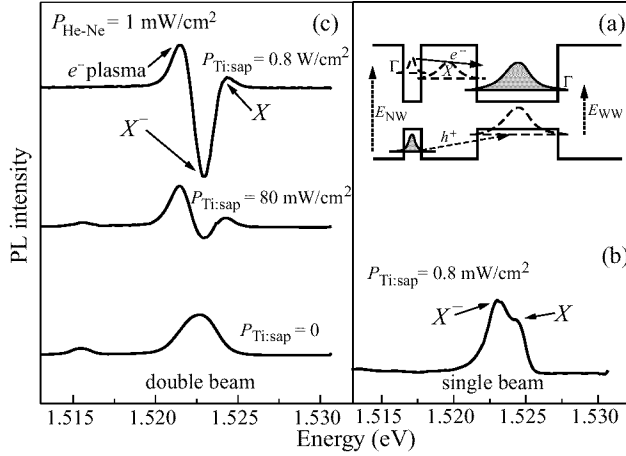 (c)
P_He-Ne = 1 mW/cm²
e⁻ plasma
P_Ti:sap = 0.8 W/cm²
X
X⁻
P_Ti:sap = 80 mW/cm²
P_Ti:sap = 0
double beam
PL intensity
1.515
1.520
1.525
1.530
(a)
e⁻
Γ
X
Γ
E_NW
E_WW
h⁺
(b)
P_Ti:sap = 0.8 mW/cm²
X⁻
X
single beam
1.515
1.520
1.525
1.530
Energy (eV)